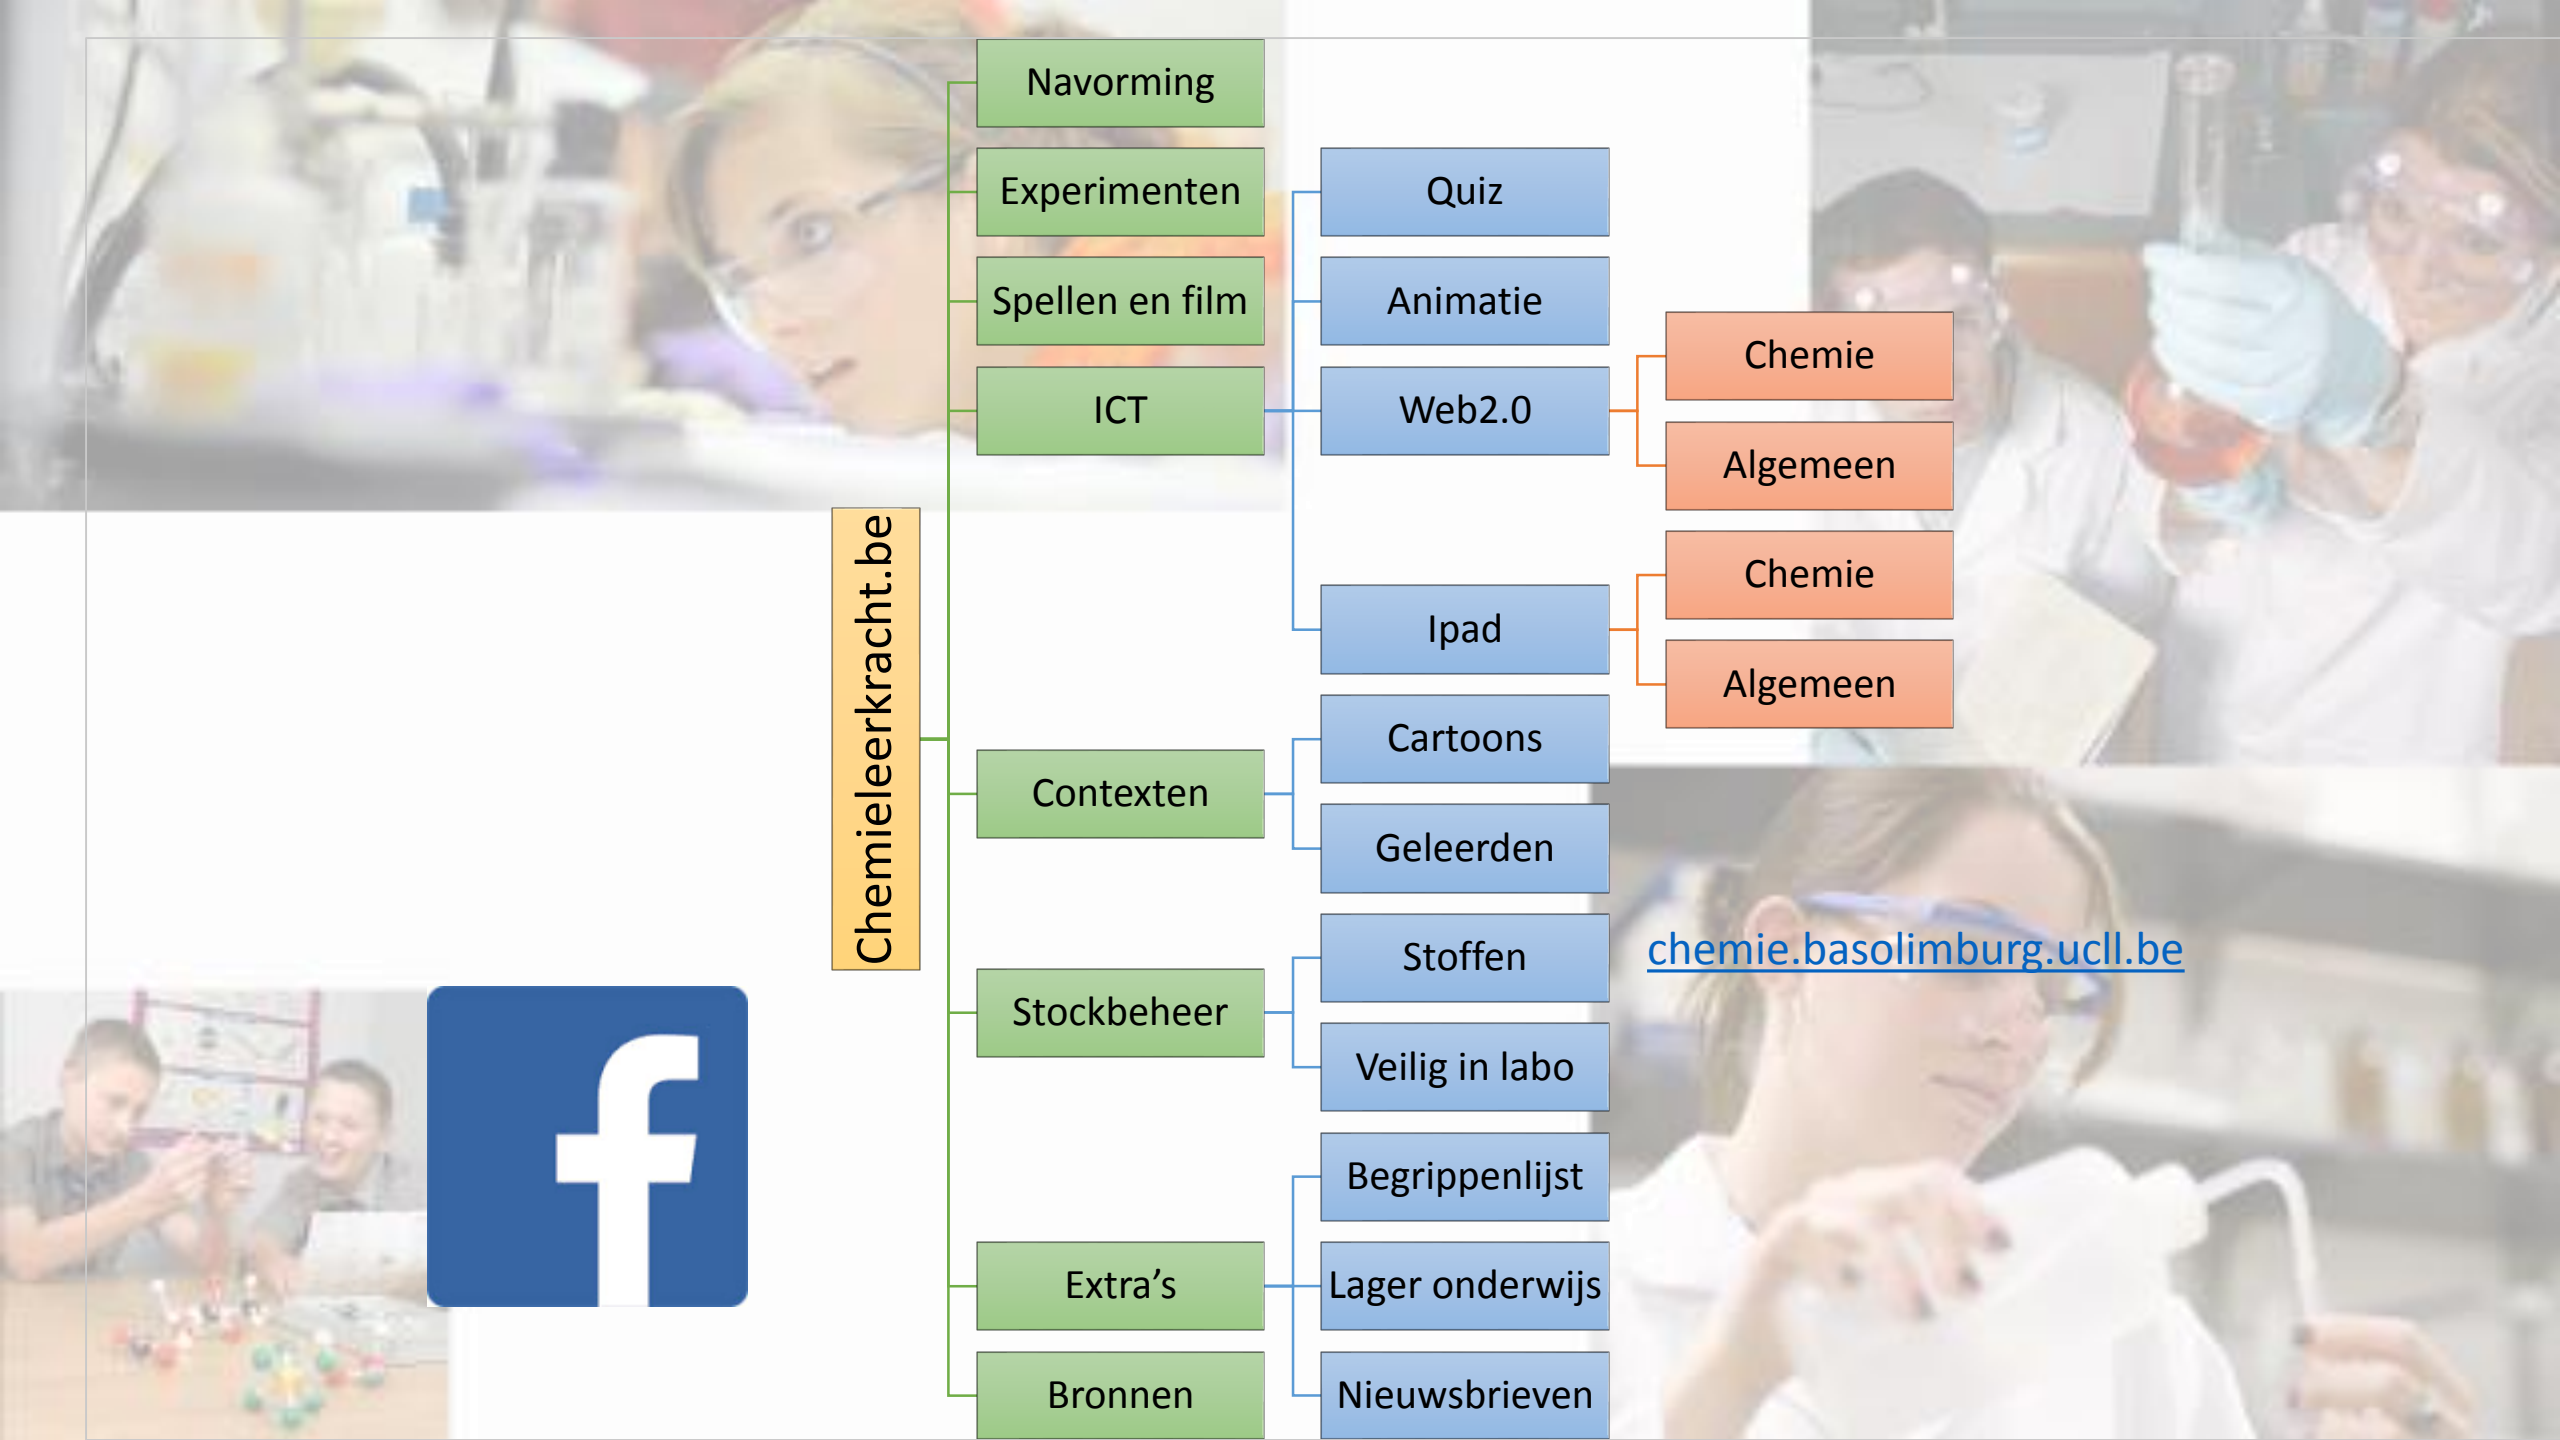 Chemieleerkracht.be
Navorming
Experimenten
Spellen en film
ICT
Quiz
Animatie
Web2.0
Chemie
Algemeen
Ipad
Chemie
Algemeen
Contexten
Cartoons
Geleerden
Stockbeheer
Stoffen
Veilig in labo
Extra’s
Begrippenlijst
Lager onderwijs
Nieuwsbrieven
Bronnen
chemie.basolimburg.ucll.be